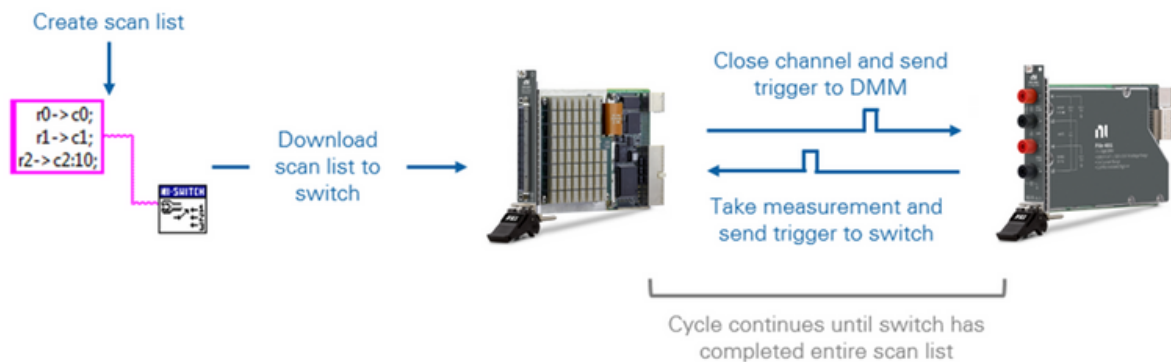 Create scan list
r0->c0;
r1->c1;
r2->c2:10;
NI-SWITCH
Download
scan list to
switch
Close channel and send
trigger to DMM
Take measurement and
send trigger to switch
Cycle continues until switch has
completed entire scan list